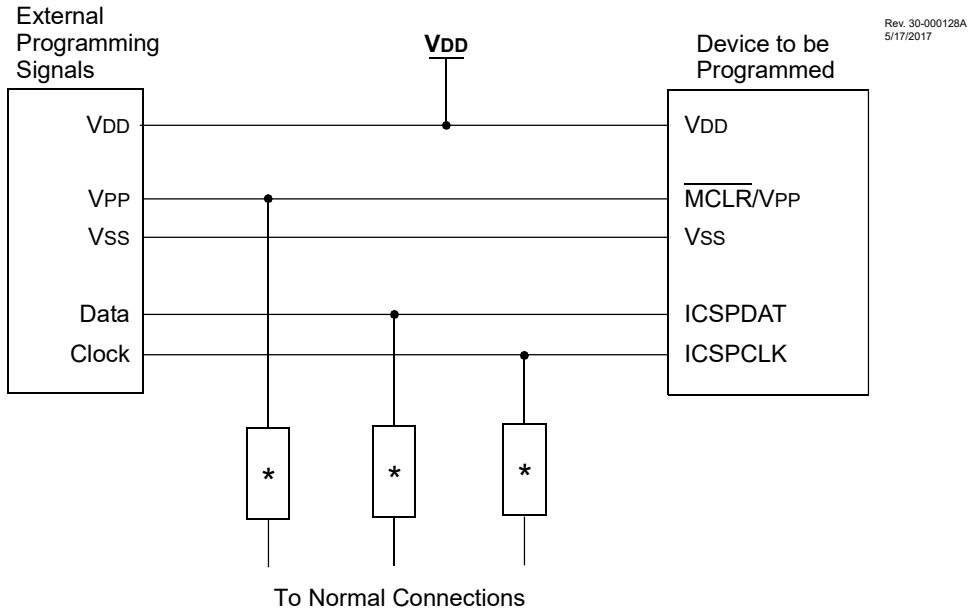 External
Programming
Signals
VDD
Device to be
Programmed
Rev. 30-000128A
5/17/2017
VDD
VDD
VPP
MCLR/VPP
VSS
VSS
Data
ICSPDAT
Clock
ICSPCLK
*
*
*
To Normal Connections